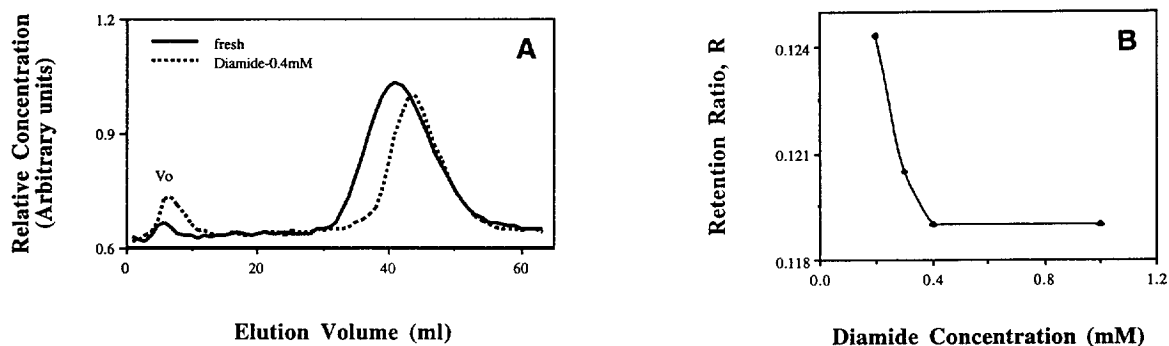 A
fresh
Diamide-0.4mM
Vo
1.2
0.9
0.6
0
20
40
60
Relative Concentration
(Arbitrary units)
Elution Volume (ml)
B
0.124
0.121
0.118
0.0
0.4
0.8
1.2
Retention Ratio, R
Diamide Concentration (mM)